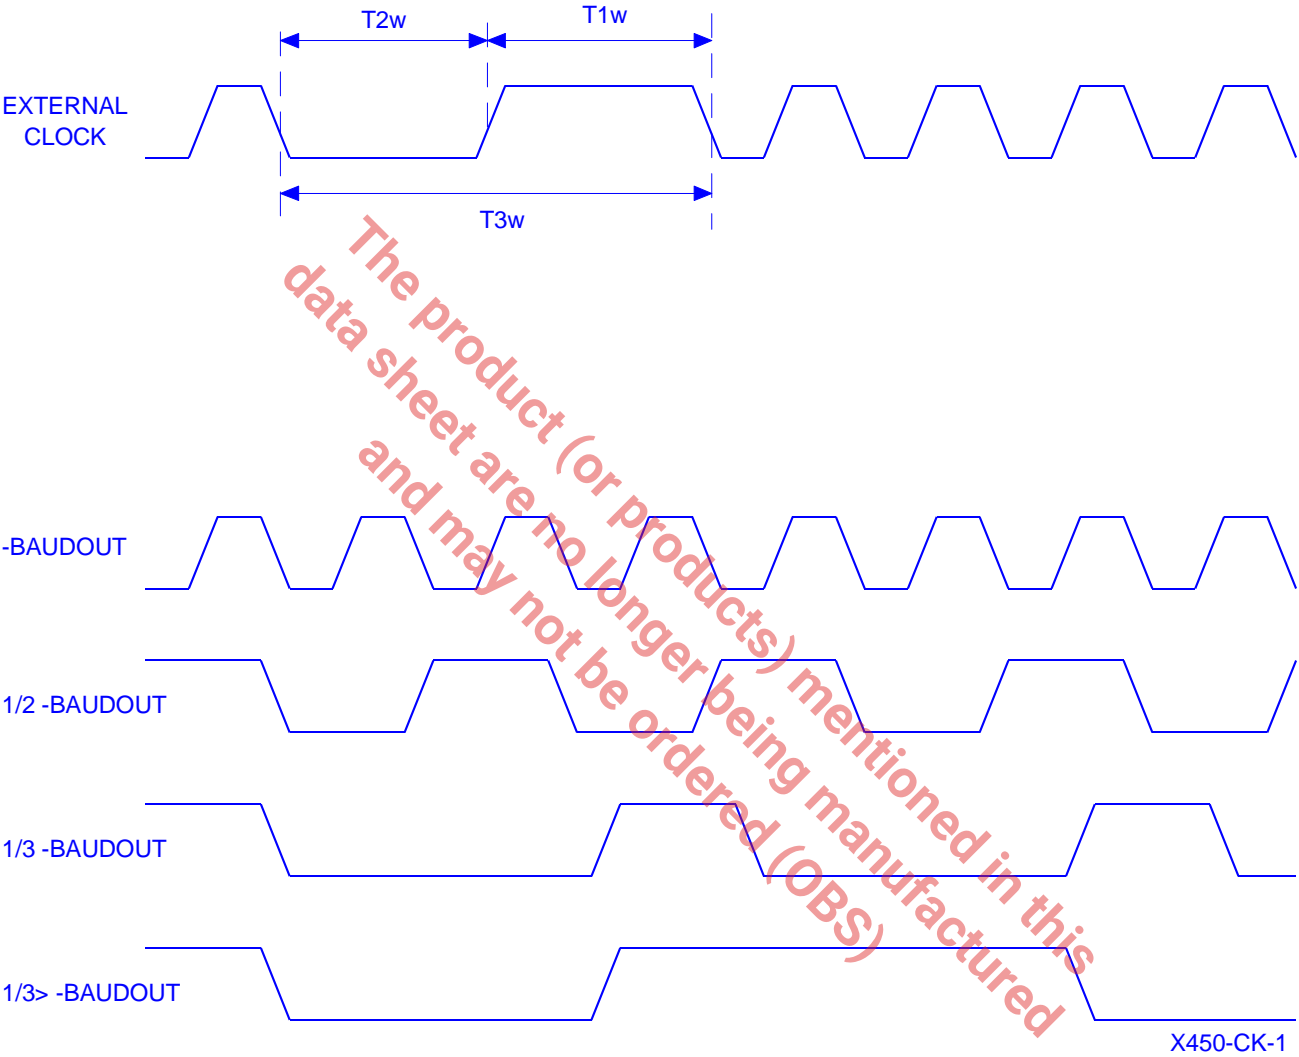 T2w
T1w
EXTERNAL
CLOCK
T3w
The product (or products) mentioned in this
data sheet are no longer being manufactured
and may not be ordered (OBS)
-BAUDOUT
1/2 -BAUDOUT
1/3 -BAUDOUT
1/3> -BAUDOUT
X450-CK-1